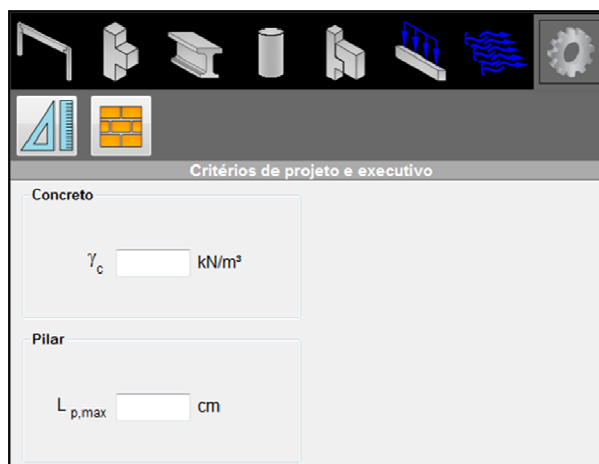 Critérios de projeto e executivo
Concreto
γc kN/m³
Pilar
L p,max cm